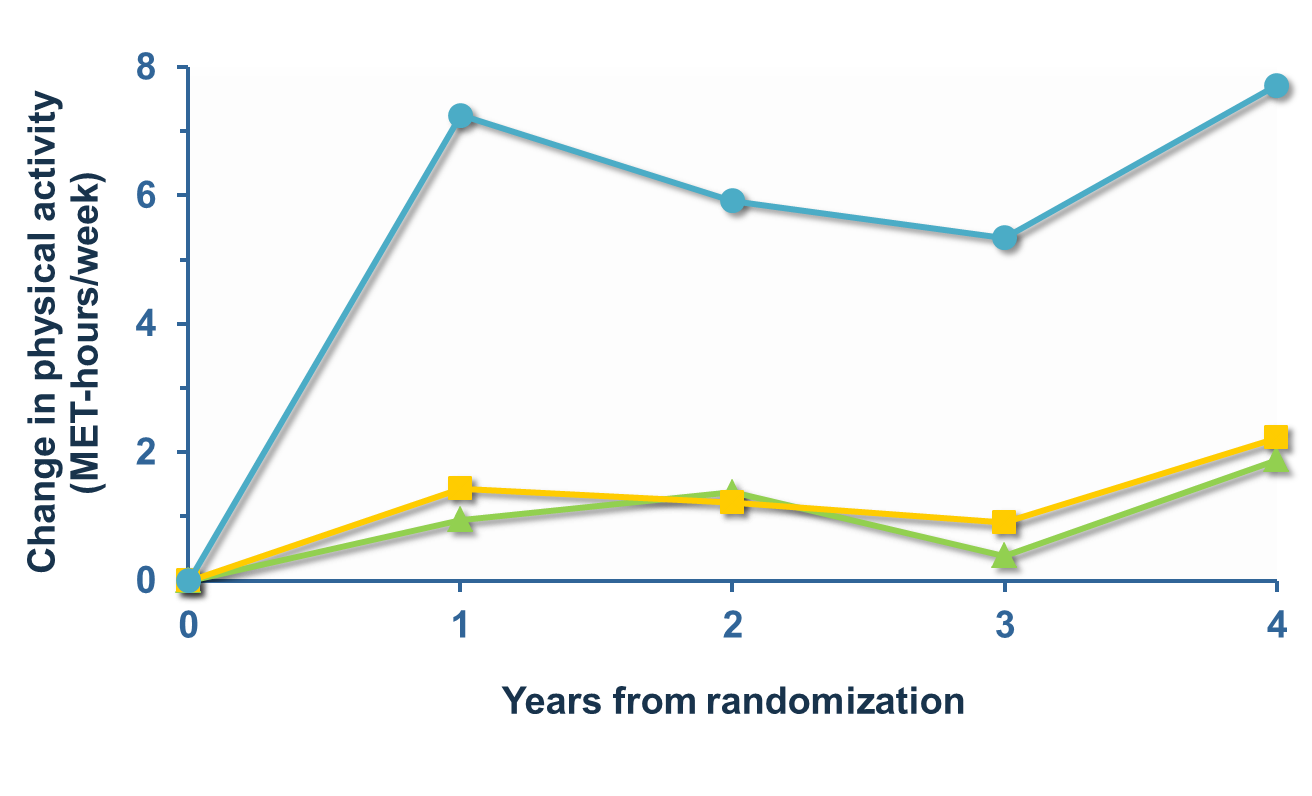 Change in physical activity
(MET-hours/week)
8
6
4
2
0
0 1 2 3 4
Years from randomization